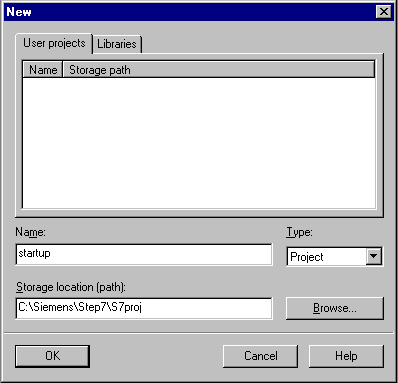 New
User projects Libraries
Name Storage path
Name: Type:
startup Project
Storage location (path):
C:\Siemens\Step7\S7proj Browse...
OK Cancel Help